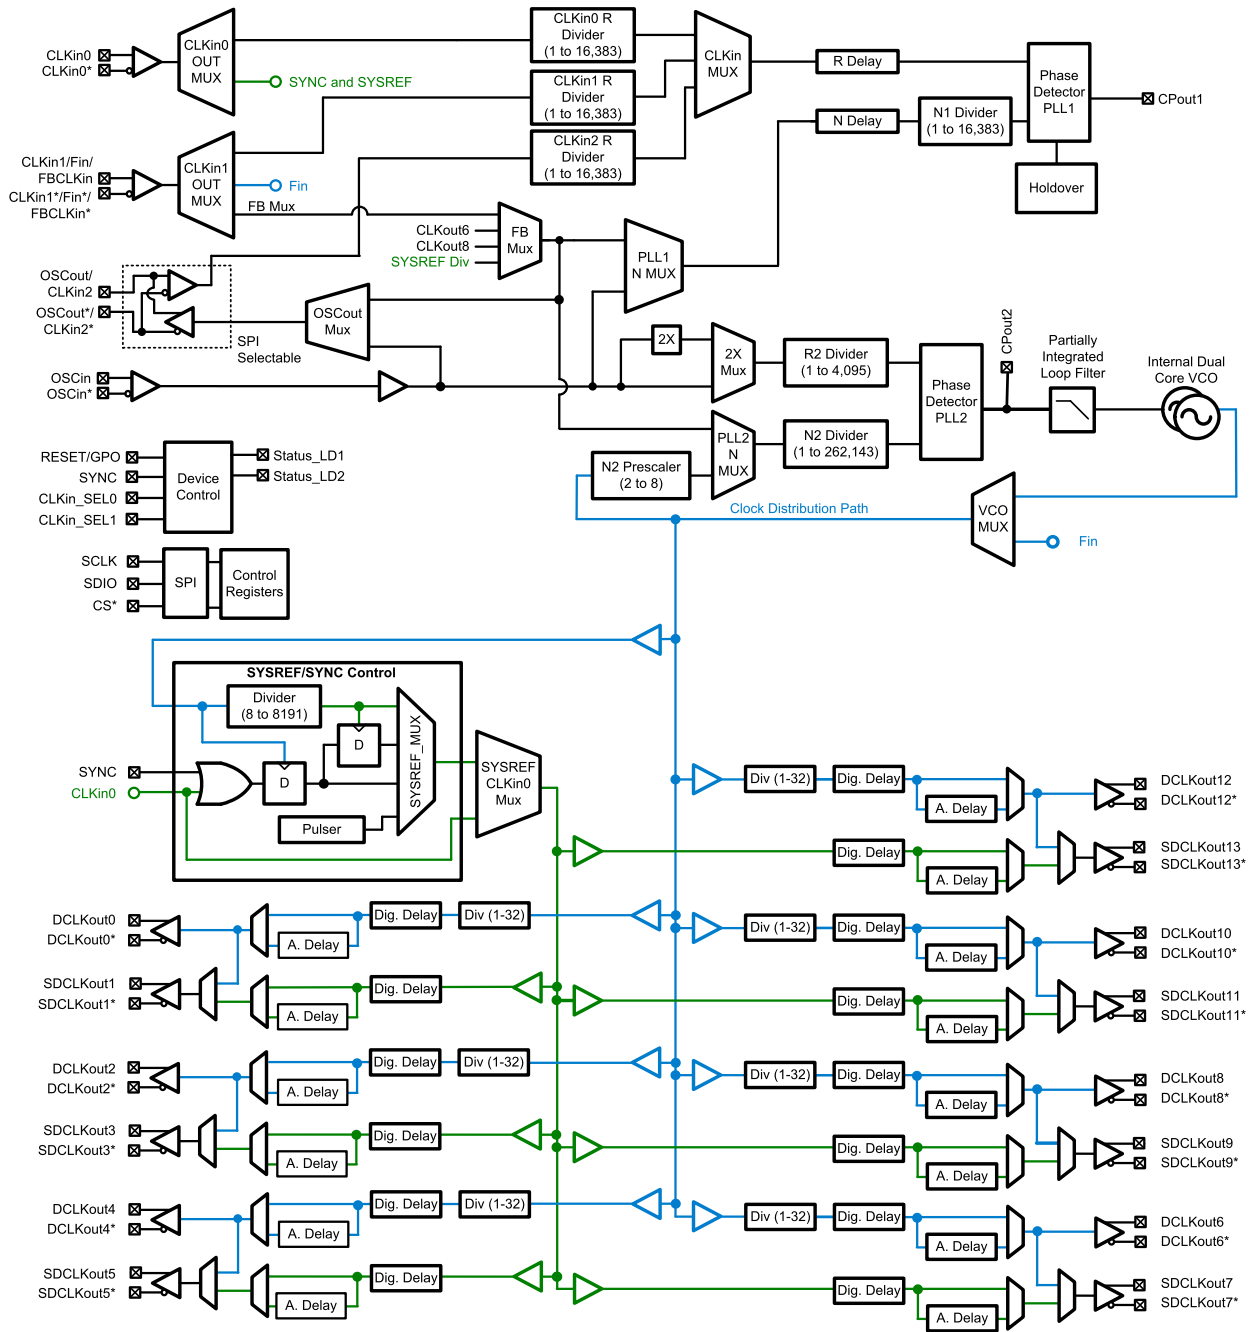 CLKin0
CLKin0*
CLKin0
OUT
MUX
SYNC and SYSREF
CLKin0 R
Divider
(1 to 16,383)
CLKin1 R
Divider
(1 to 16,383)
CLKin2 R
Divider
(1 to 16,383)
CLKin
MUX
R Delay
N Delay
N1 Divider
(1 to 16,383)
Phase
Detector
PLL1
CPout1
Holdover
CLKin1/Fin/
FBCLKin
CLKin1*/Fin*/
FBCLKin*
CLKin1
OUT
MUX
Fin
FB Mux
CLKout6
CLKout8
SYSREF Div
FB
Mux
PLL1
N MUX
OSCout/
CLKin2
OSCout*/
CLKin2*
SPI
Selectable
OSCout
Mux
OSCin
OSCin*
2X
2X
Mux
R2 Divider
(1 to 4,095)
Phase
Detector
PLL2
CPout2
Partially
Integrated
Loop Filter
Internal Dual
Core VCO
PLL2
N
MUX
N2 Divider
(1 to 262,143)
N2 Prescaler
(2 to 8)
Clock Distribution Path
VCO
MUX
Fin
RESET/GPO
SYNC
CLKin_SEL0
CLKin_SEL1
Device
Control
Status_LD1
Status_LD2
SCLK
SDIO
CS*
SPI
Control
Registers
SYSREF/SYNC Control
Divider
(8 to 8191)
D
D
SYSREF_MUX
Pulser
SYNC
CLKin0
SYSREF
CLKin0
Mux
Div (1-32)
Dig. Delay
A. Delay
DCLKout12
DCLKout12*
Dig. Delay
A. Delay
SDCLKout13
SDCLKout13*
DCLKout0
DCLKout0*
A. Delay
Dig. Delay
Div (1-32)
SDCLKout1
SDCLKout1*
A. Delay
Dig. Delay
Div (1-32)
Dig. Delay
A. Delay
DCLKout10
DCLKout10*
Dig. Delay
A. Delay
SDCLKout11
SDCLKout11*
DCLKout2
DCLKout2*
A. Delay
Dig. Delay
Div (1-32)
SDCLKout3
SDCLKout3*
A. Delay
Dig. Delay
Div (1-32)
Dig. Delay
A. Delay
DCLKout8
DCLKout8*
Dig. Delay
A. Delay
SDCLKout9
SDCLKout9*
DCLKout4
DCLKout4*
A. Delay
Dig. Delay
Div (1-32)
SDCLKout5
SDCLKout5*
A. Delay
Dig. Delay
Div (1-32)
Dig. Delay
A. Delay
DCLKout6
DCLKout6*
Dig. Delay
A. Delay
SDCLKout7
SDCLKout7*